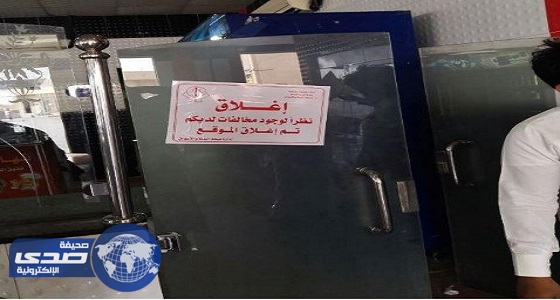 إغلاق
نظراً لوجود مخالفات لديكم
تم إغلاق الموقع
صحيفة
صدى
الإلكترونية